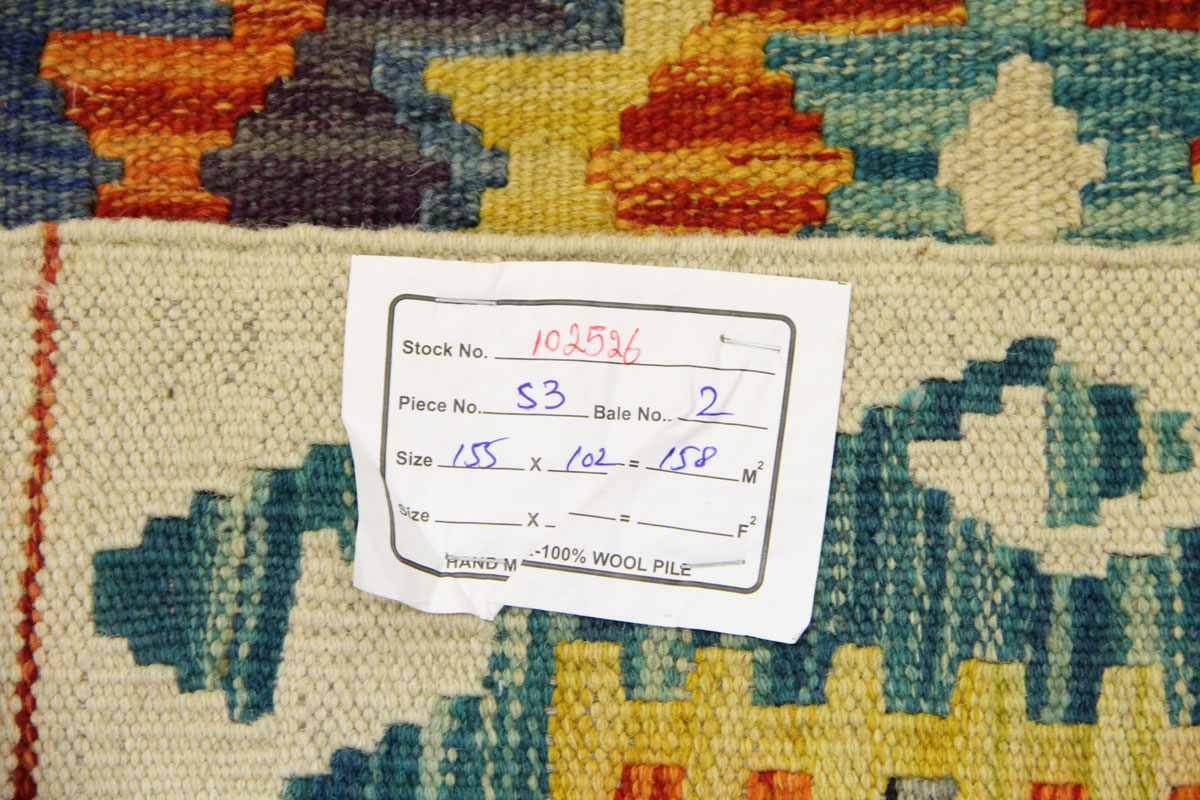 Stock No. 102526
Piece No. 53 Bale No. 2
Size 155 X 102 = 158 M²
Size X = F²
HAND M -100% WOOL PILE